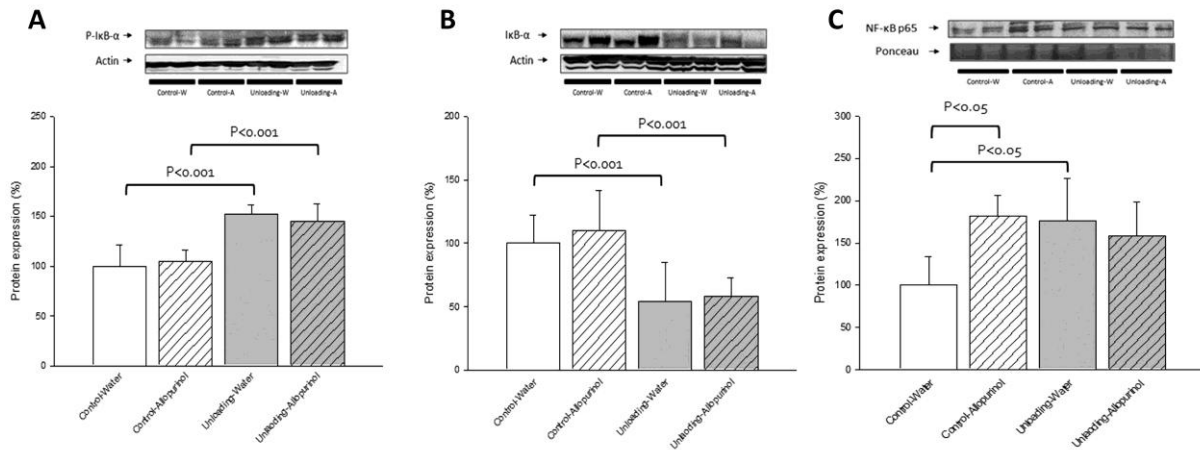 A
P-IκB-α
Actin
Control-W Control-A Unloading-W Unloading-A
Protein expression (%)
250
200
150
100
50
0
P<0.001
P<0.001
Control-Water
Control-Allopurinol
Unloading-Water
Unlaoding-Allopurinol
B
IκB-α
Actin
Control-W Control-A Unloading-W Unloading-A
Protein expression (%)
200
150
100
50
0
P<0.001
P<0.001
Control-Water
Control-Allopurinol
Unloading-Water
Unlaoding-Allopurinol
C
NF-κB p65
Ponceau
Control-W Control-A Unloading-W Unloading-A
Protein expression (%)
300
250
200
150
100
50
0
P<0.05
P<0.05
Control-Water
Control-Allopurinol
Unloading-Water
Unlaoding-Allopurinol